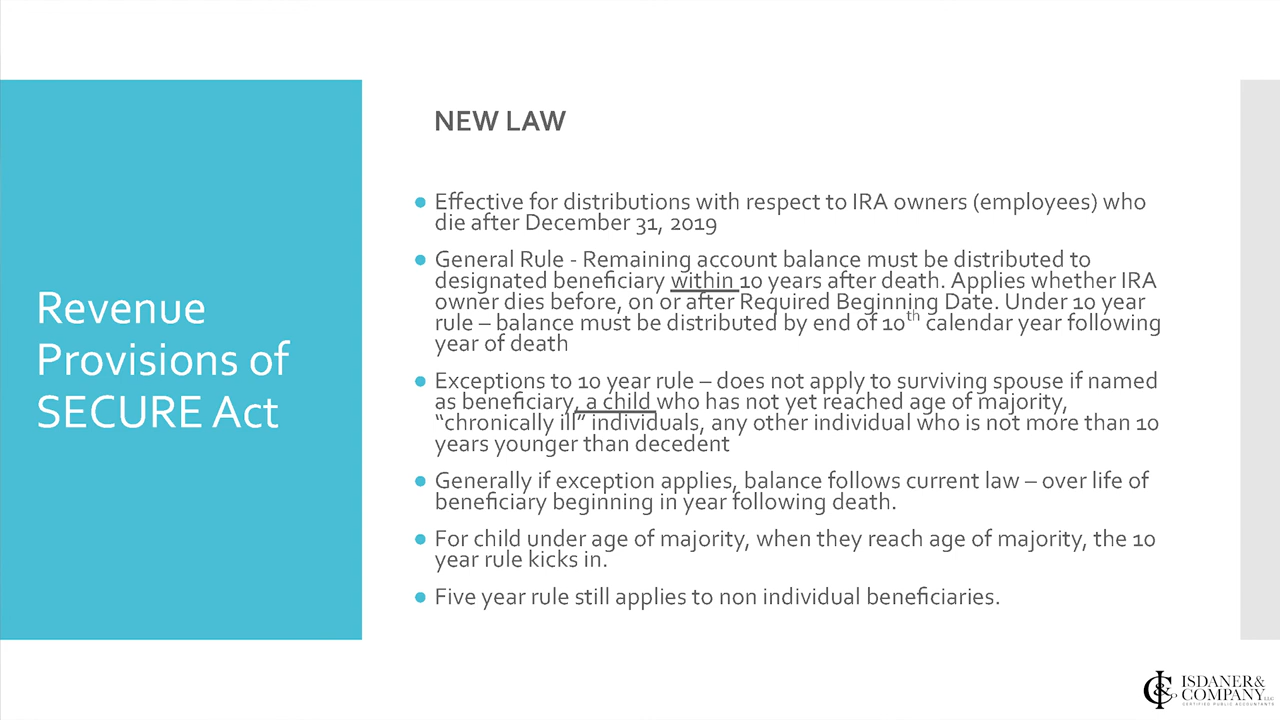 Revenue
Provisions of
SECURE Act
NEW LAW
● Effective for distributions with respect to IRA owners (employees) who
die after December 31, 2019
● General Rule - Remaining account balance must be distributed to
designated beneficiary within 10 years after death. Applies whether IRA
owner dies before, on or after Required Beginning Date. Under 10 year
rule – balance must be distributed by end of 10th calendar year following
year of death
● Exceptions to 10 year rule – does not apply to surviving spouse if named
as beneficiary, a child who has not yet reached age of majority,
“chronically ill” individuals, any other individual who is not more than 10
years younger than decedent
● Generally if exception applies, balance follows current law – over life of
beneficiary beginning in year following death.
● For child under age of majority, when they reach age of majority, the 10
year rule kicks in.
● Five year rule still applies to non individual beneficiaries.
ISDANER&
COMPANY LLC
CERTIFIED PUBLIC ACCOUNTANTS